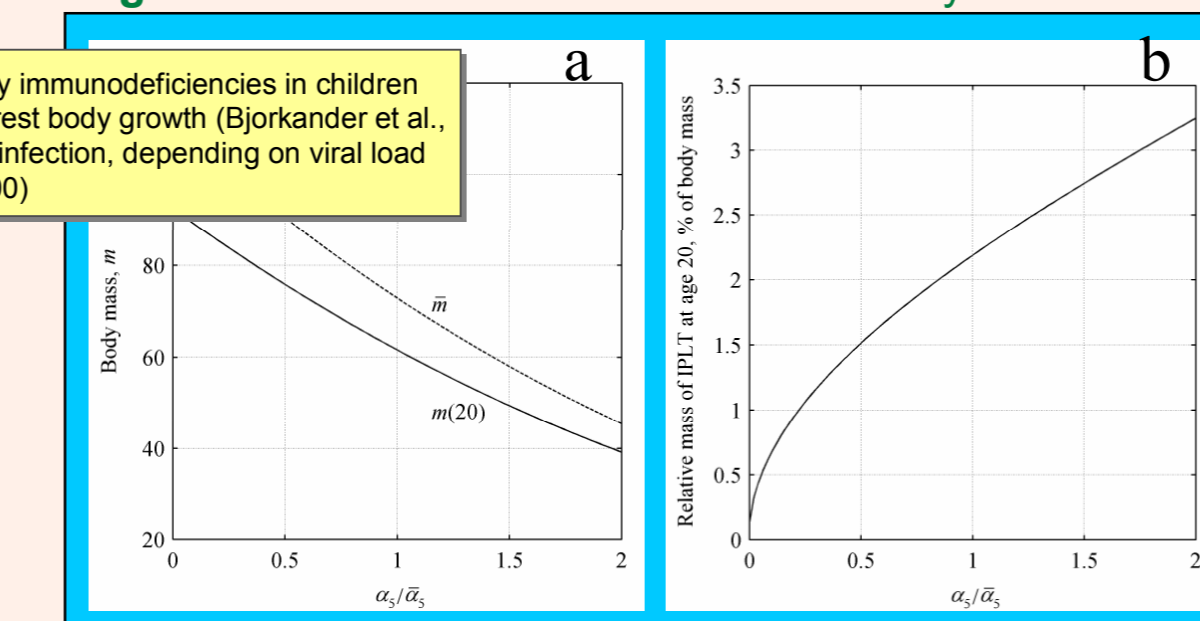 a
y immunodeficiencies in children
rest body growth (Bjorkander et al.,
infection, depending on viral load
00)
Body mass, m
80
60
40
20
m̅
m(20)
0 0.5 1 1.5 2
α₅/α̅₅
b
Relative mass of IPLT at age 20, % of body mass
3.5
3
2.5
2
1.5
1
0.5
0
0 0.5 1 1.5 2
α₅/α̅₅